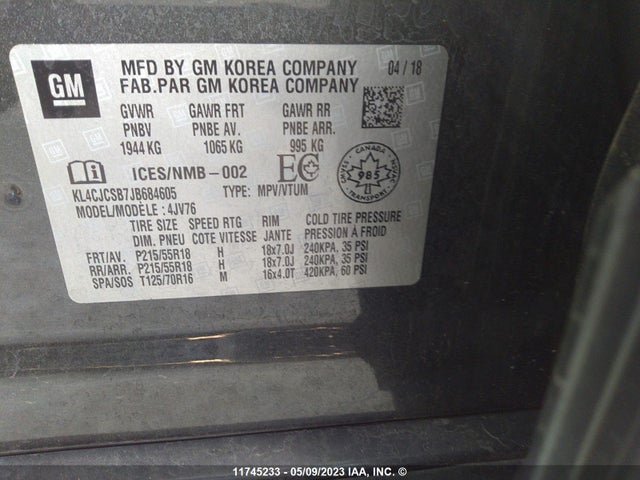 GM
MFD BY GM KOREA COMPANY 04 / 18
FAB.PAR GM KOREA COMPANY
GVWR GAWR FRT GAWR RR
PNBV PNBE AV. PNBE ARR.
1944 KG 1065 KG 995 KG
ICES/NMB-002 EC
CANADA 985 TRANS
KL4CJCSB7JB684605 TYPE: MPV/VTUM
MODEL/MODÈLE: 4JV76
TIRE SIZE SPEED RTG RIM COLD TIRE PRESSURE
DIM. PNEU COTE VITESSE JANTE PRESSION À FROID
FRT/AV. P215/55R18 H 18x7.0J 240KPA, 35 PSI
RR/ARR. P215/55R18 H 18x7.0J 240KPA, 35 PSI
SPA/SOS T125/70R16 M 16x4.0T 420KPA, 60 PSI
11745233 - 05/09/2023 IAA, INC. ©